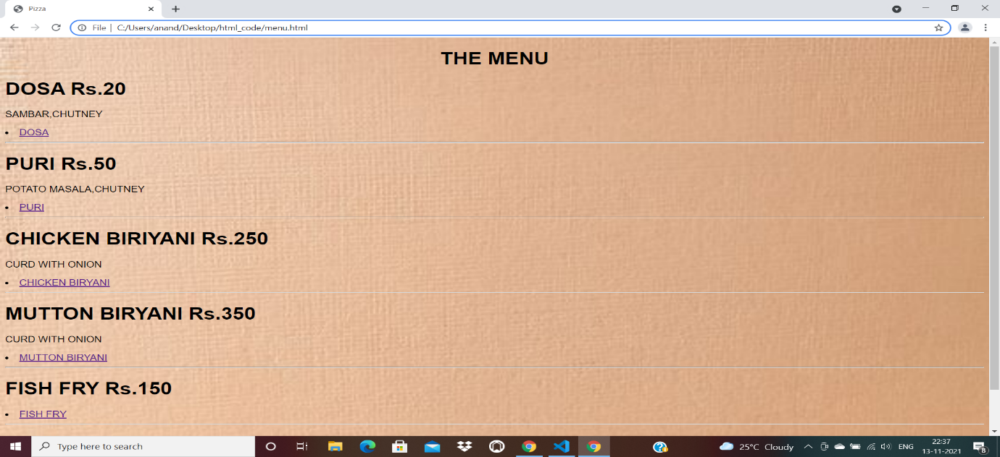 Pizza
File | C:/Users/anand/Desktop/html_code/menu.html
THE MENU
DOSA Rs.20
SAMBAR,CHUTNEY
• DOSA
PURI Rs.50
POTATO MASALA,CHUTNEY
• PURI
CHICKEN BIRIYANI Rs.250
CURD WITH ONION
• CHICKEN BIRYANI
MUTTON BIRYANI Rs.350
CURD WITH ONION
• MUTTON BIRYANI
FISH FRY Rs.150
• FISH FRY
Type here to search
25°C Cloudy
ENG
22:37
13-11-2021
8